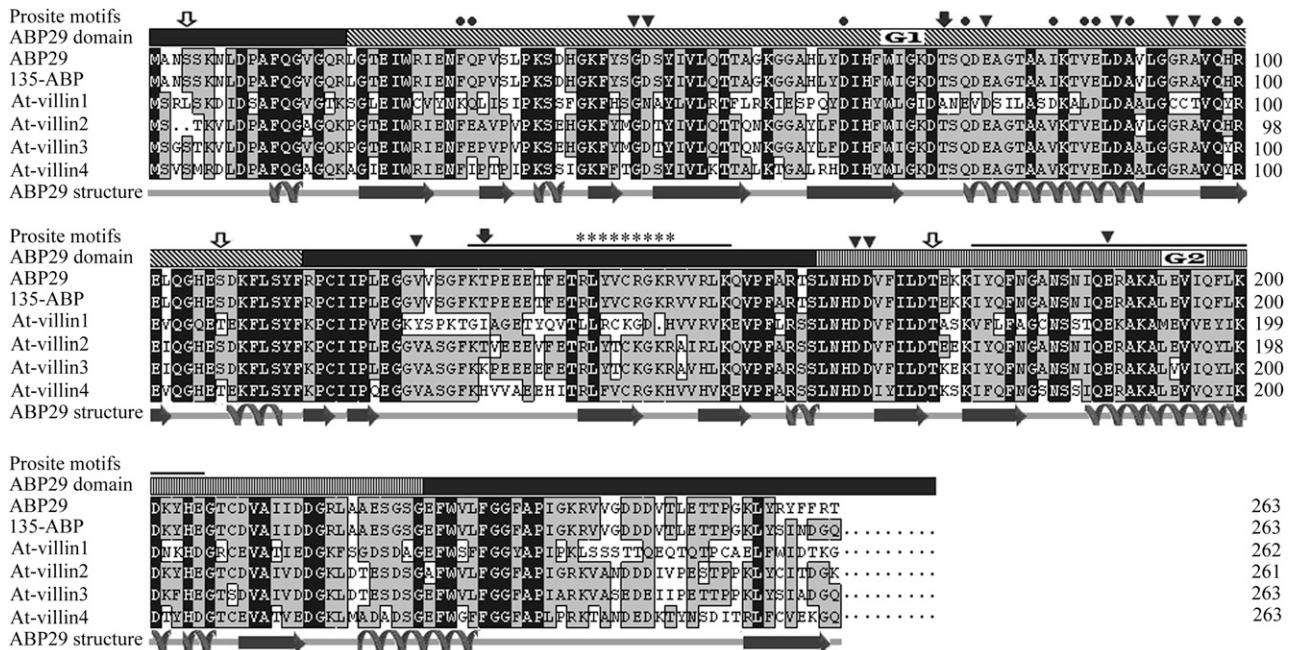 Prosite motifs
ABP29 domain G1
ABP29 MANSSKNLDPAFQGVGQRLGTEIWRIENFQPVSLPKSDHGKFYSGDSYIVLQTTAGKGGAHLYDIHFWIGKDTSQDEAGTAAIKTVELDAVLGGRAVQHR 100
135-ABP MANSSKNLDPAFQGVGQRLGTEIWRIENFQPVSLPKSDHGKFYSGDSYIVLQTTAGKGGAHLYDIHFWIGKDTSQDEAGTAAIKTVELDAVLGGRAVQHR 100
At-villin1 MSRLSKDIDSAFQGVGTKSGLEIWCVYNKQLISIPKSSFGKFHSGNAYLVLRTFLRKIESPQYDIHYWLGIDANEVDSILASDKALDLDAALGCCTVQYR 100
At-villin2 MS..TKVLDPAFQGAGQKPGTEIWRIENFEAVPVPKSEHGKFYMGDTYIVLQTTQNKGGAYLFDIHFWIGKDTSQDEAGTAAVKTVELDAVLGGRAVQHR 98
At-villin3 MSGSTKVLDPAFQGVGQKPGTEIWRIENFEPVPVPKSEHGKFYMGDTYIVLQTTQNKGGAYLFDIHFWIGKDTSQDEAGTAAVKTVELDAALGGRAVQYR 100
At-villin4 MSVSMRDLDPAFQGAGQKAGIEIWRIENFIPTPIPKSSIGKFFTGDSYIVLKTTALKTGALRHDIHYWLGKDTSQDEAGTAAVKTVELDAALGGRAVQYR 100
ABP29 structure
Prosite motifs *********
ABP29 domain G2
ABP29 ELQGHESDKFLSYFRPCIIPLEGGVVSGFKTPEEETFETRLYVCRGKRVVRLKQVPFARTSLNHDDVFILDTEKKIYQFNGANSNIQERAKALEVIQFLK 200
135-ABP ELQGHESDKFLSYFRPCIIPLEGGVVSGFKTPEEETFETRLYVCRGKRVVRLKQVPFARTSLNHDDVFILDTEKKIYQFNGANSNIQERAKALEVIQFLK 200
At-villin1 EVQGQETEKFLSYFKPCIIPVEGKYSPKTGIAGETYQVTLLRCKGD.HVVRVKEVPFLRSSLNHDDVFILDTASKVFLFAGCNSSTQEKAKAMEVVEYIK 199
At-villin2 EIQGHESDKFLSYFKPCIIPLEGGVASGFKTVEEEVFETRLYTCKGKRAIRLKQVPFARSSLNHDDVFILDTEEKIYQFNGANSNIQERAKALEVVQYLK 198
At-villin3 EIQGHESDKFLSYFKPCIIPLEGGVASGFKKPEEEEFETRLYTCKGKRAVHLKQVPFARSSLNHDDVFILDTKEKIYQFNGANSNIQERAKALVVIQYLK 200
At-villin4 EVQGHETEKFLSYFKPCIIPQEGGVASGFKHVVAEEHITRLFVCRGKHVVHVKEVPFARSSLNHDDIYILDTKSKIFQFNGSNSSIQERAKALEVVQYIK 200
ABP29 structure
Prosite motifs
ABP29 domain
ABP29 DKYHEGTCDVAIIDDGRLAAESGSGEFWVLFGGFAPIGKRVVGDDDVTLETTPGKLYRYFFRT 263
135-ABP DKYHEGTCDVAIIDDGRLAAESGSGEFWVLFGGFAPIGKRVVGDDDVTLETTPGKLYSINDGQ......... 263
At-villin1 DNKHDGRCEVATIEDGKFSGDSDAGEFWSFFGGYAPIPKLSSSTTQEQTQTPCAELFWIDTKG......... 262
At-villin2 DKYHEGTCDVAIVDDGKLDTESDSGAFWVLFGGFAPIGRKVANDDDIVPESTPPKLYCITDGK......... 261
At-villin3 DKFHEGTSDVAIVDDGKLDTESDSGEFWVLFGGFAPIARKVASEDEIIPETTPPKLYSIADGQ......... 263
At-villin4 DTYHDGTCEVATVEDGKLMADADSGEFWGFFGGFAPLPRKTANDEDKTYNSDITRLFCVEKGQ......... 263
ABP29 structure